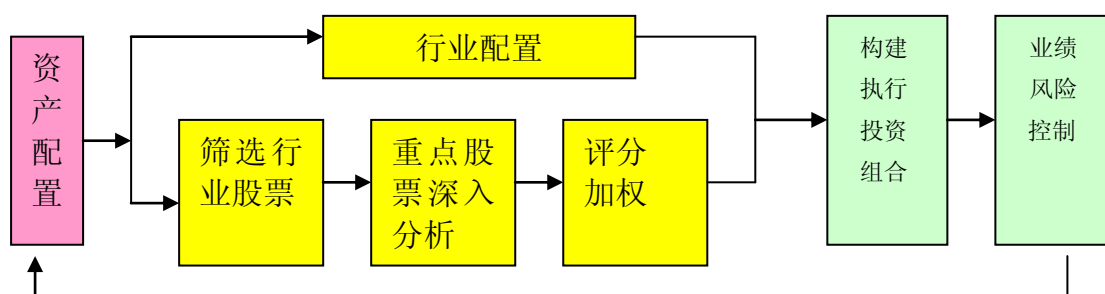 资
产
配
置
行业配置
筛选行
业股票
重点股
票深入
分析
评分
加权
构建
执行
投资
组合
业绩
风险
控制